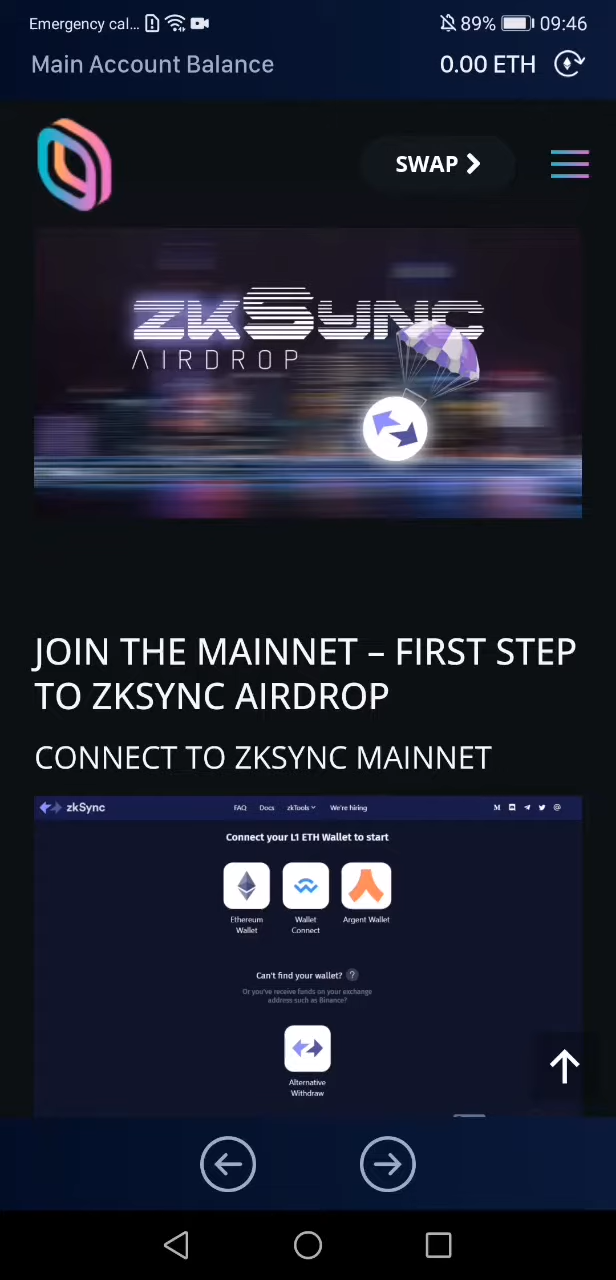 Emergency cal...
89% 09:46
Main Account Balance
0.00 ETH
SWAP
zkSYNC
AIRDROP
JOIN THE MAINNET – FIRST STEP
TO ZKSYNC AIRDROP
CONNECT TO ZKSYNC MAINNET
zkSync
FAQ Docs zkTools We're hiring
Connect your L1 ETH Wallet to start
Ethereum
Wallet
Wallet
Connect
Argent Wallet
Can't find your wallet? ?
Or you've receive funds on your exchange
address such as Binance?
Alternative
Withdraw